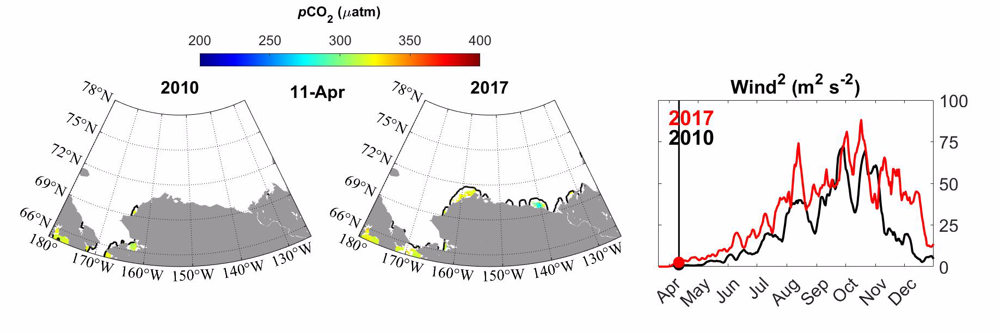 pCO2 (μatm)
200 250 300 350 400
2010
11-Apr
2017
78°N
75°N
72°N
69°N
66°N
180°
170°W
160°W
150°W
140°W
130°W
78°N
75°N
72°N
69°N
66°N
180°
170°W
160°W
150°W
140°W
130°W
Wind² (m² s⁻²)
2017
2010
100
75
50
25
0
Apr May Jun Jul Aug Sep Oct Nov Dec